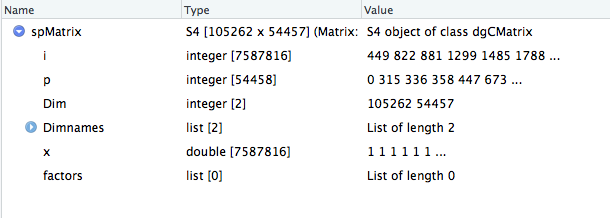 Name Type Value
spMatrix S4 [105262 x 54457] (Matrix: S4 object of class dgCMatrix
i integer [7587816] 449 822 881 1299 1485 1788 ...
p integer [54458] 0 315 336 358 447 673 ...
Dim integer [2] 105262 54457
Dimnames list [2] List of length 2
x double [7587816] 1 1 1 1 1 1 ...
factors list [0] List of length 0